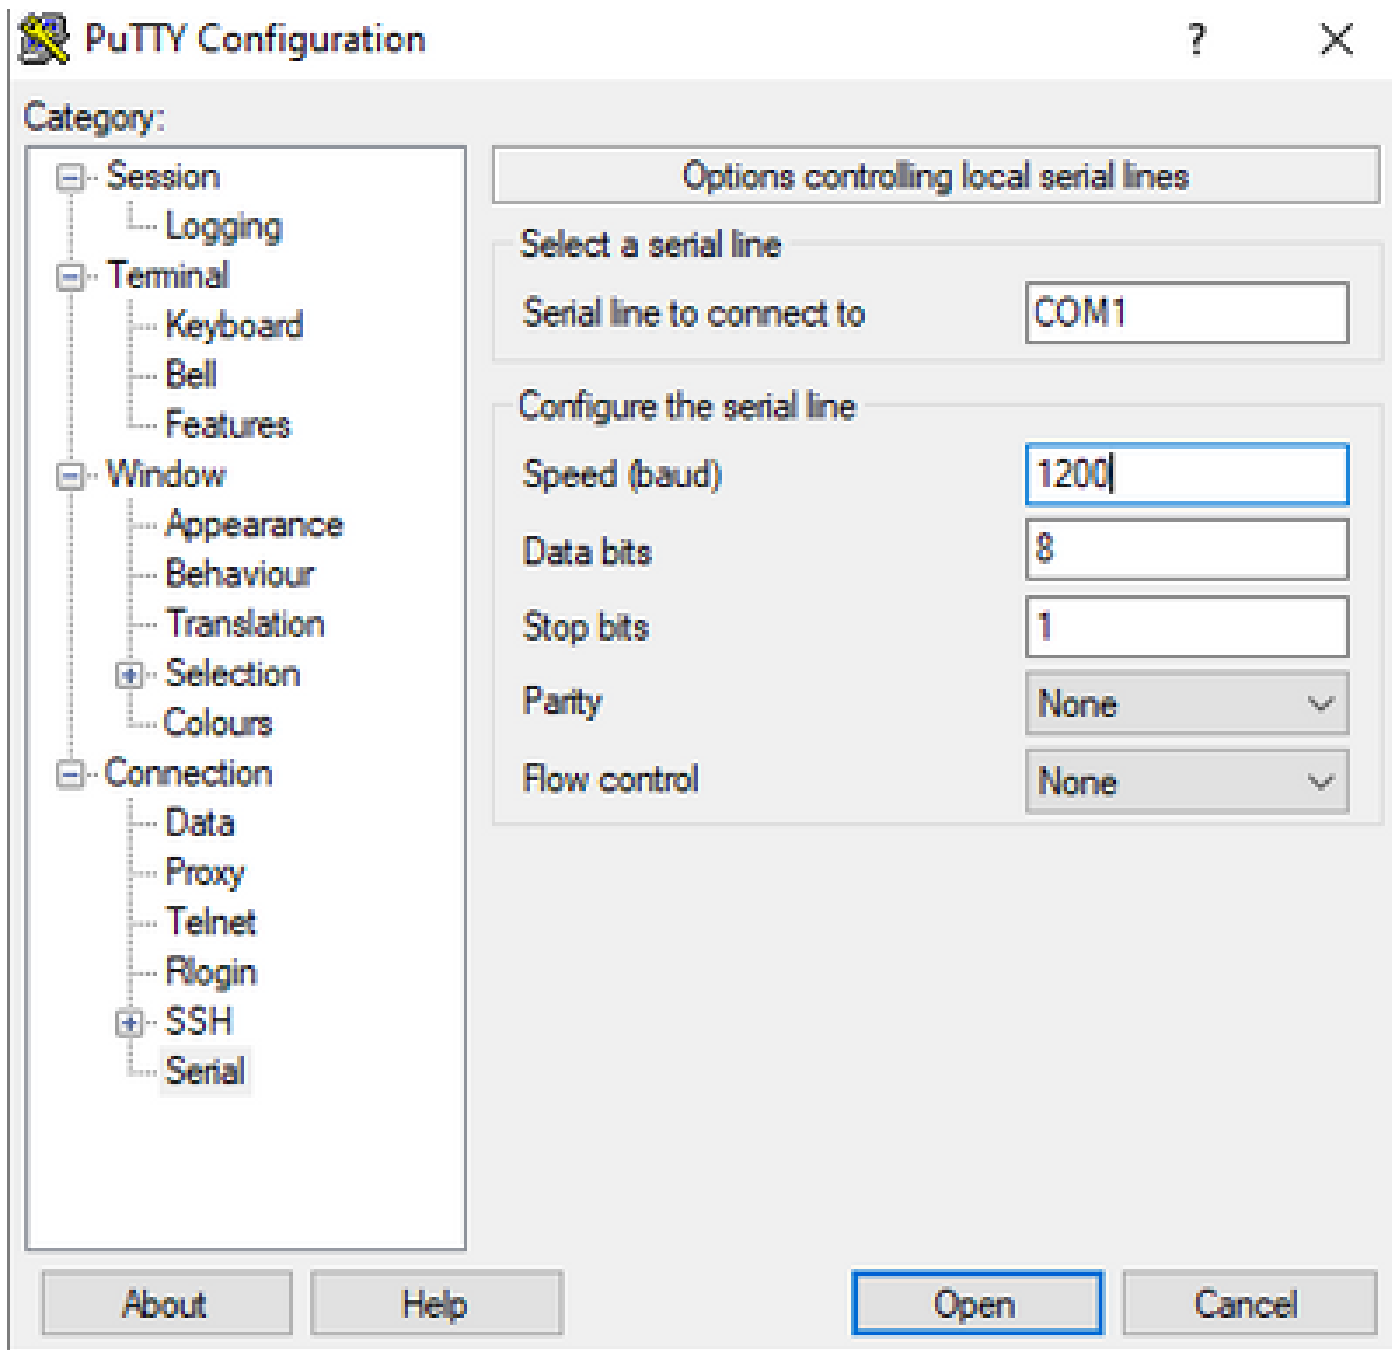 PuTTY Configuration
?
Category:
Session
Logging
Terminal
Keyboard
Bell
Features
Window
Appearance
Behaviour
Translation
Selection
Colours
Connection
Data
Proxy
Telnet
Rlogin
SSH
Serial
Options controlling local serial lines
Select a serial line
Serial line to connect to COM1
Configure the serial line
Speed (baud) 1200
Data bits 8
Stop bits 1
Parity None
Flow control None
About Help Open Cancel